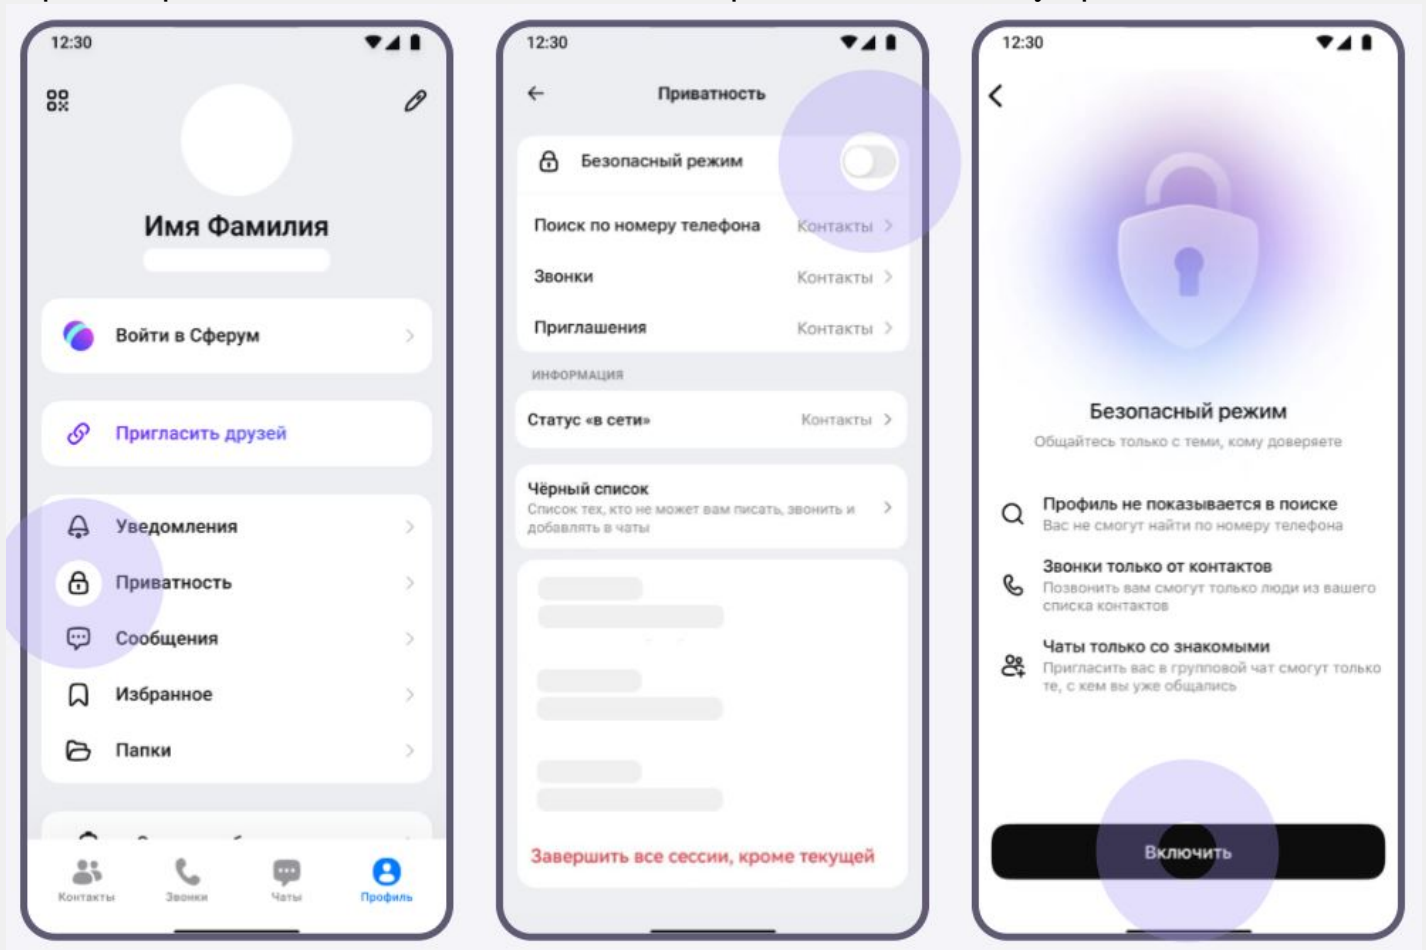 12:30
Имя Фамилия
Войти в Сферум
Пригласить друзей
Уведомления
Приватность
Сообщения
Избранное
Папки
Контакты
Звонки
Чаты
Профиль
12:30
Приватность
Безопасный режим
Поиск по номеру телефона Контакты
Звонки Контакты
Приглашения Контакты
ИНФОРМАЦИЯ
Статус «в сети» Контакты
Чёрный список
Список тех, кто не может вам писать, звонить и
добавлять в чаты
Завершить все сессии, кроме текущей
12:30
Безопасный режим
Общайтесь только с теми, кому доверяете
Профиль не показывается в поиске
Вас не смогут найти по номеру телефона
Звонки только от контактов
Позвонить вам смогут только люди из вашего
списка контактов
Чаты только со знакомыми
Пригласить вас в групповой чат смогут только
те, с кем вы уже общались
Включить